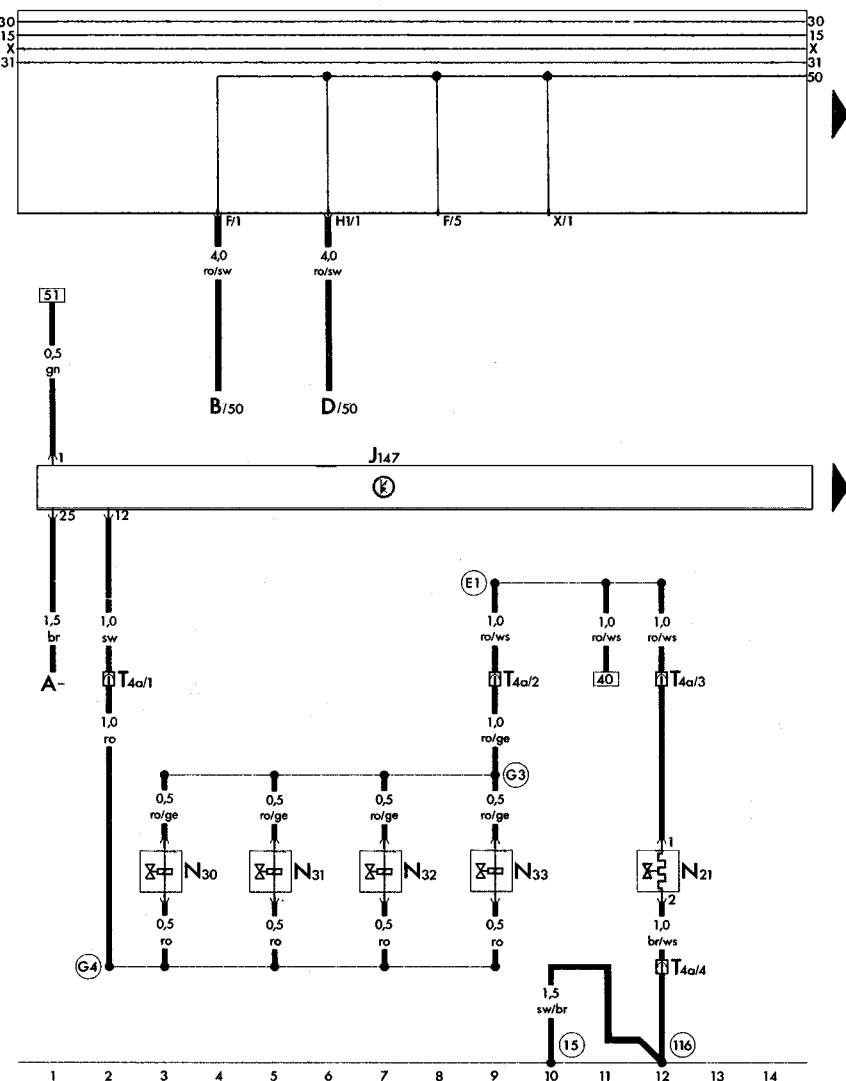 30 30
15 15
X X
31 31
50
F/1 H1/1 F/5 X/1
4,0 4,0
ro/sw ro/sw
51
0,5
gn
B/50 D/50
1 J147
25 12
E1
1,5 1,0 1,0 1,0 1,0
br sw ro/ws ro/ws ro/ws
A- T4a/1 T4a/2 40 T4a/3
1,0 1,0
ro ro/ge
G3
0,5 0,5 0,5 0,5
ro/ge ro/ge ro/ge ro/ge
1
N30 N31 N32 N33 N21
2
0,5 0,5 0,5 0,5 1,0
ro ro ro ro br/ws
G4 T4a/4
1,5
sw/br
15 116
1 2 3 4 5 6 7 8 9 10 11 12 13 14